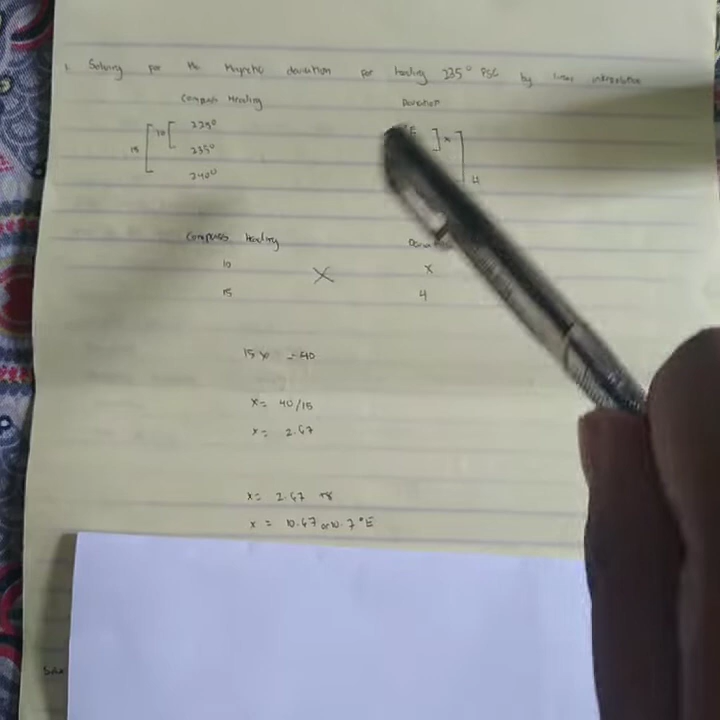 1. Solving for the Magnetic deviation for heading 235° PSC by linear interpolation
Compass Heading Deviation
15 10 225° E x
235°
240° 4
Compass Heading
10 x x
15 4
15x = 40
x = 40/15
x = 2.67
x = 2.67 +8
x = 10.67 or 10.7°E